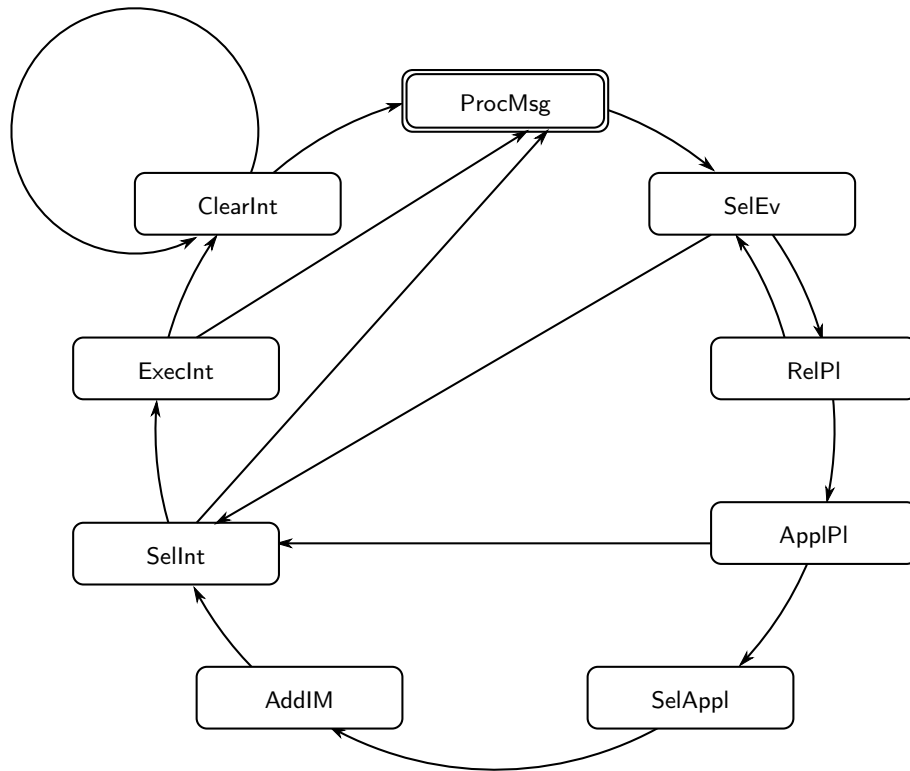 ProcMsg
ClearInt
SelEv
ExecInt
RelPl
ApplPl
SelInt
AddIM
SelAppl